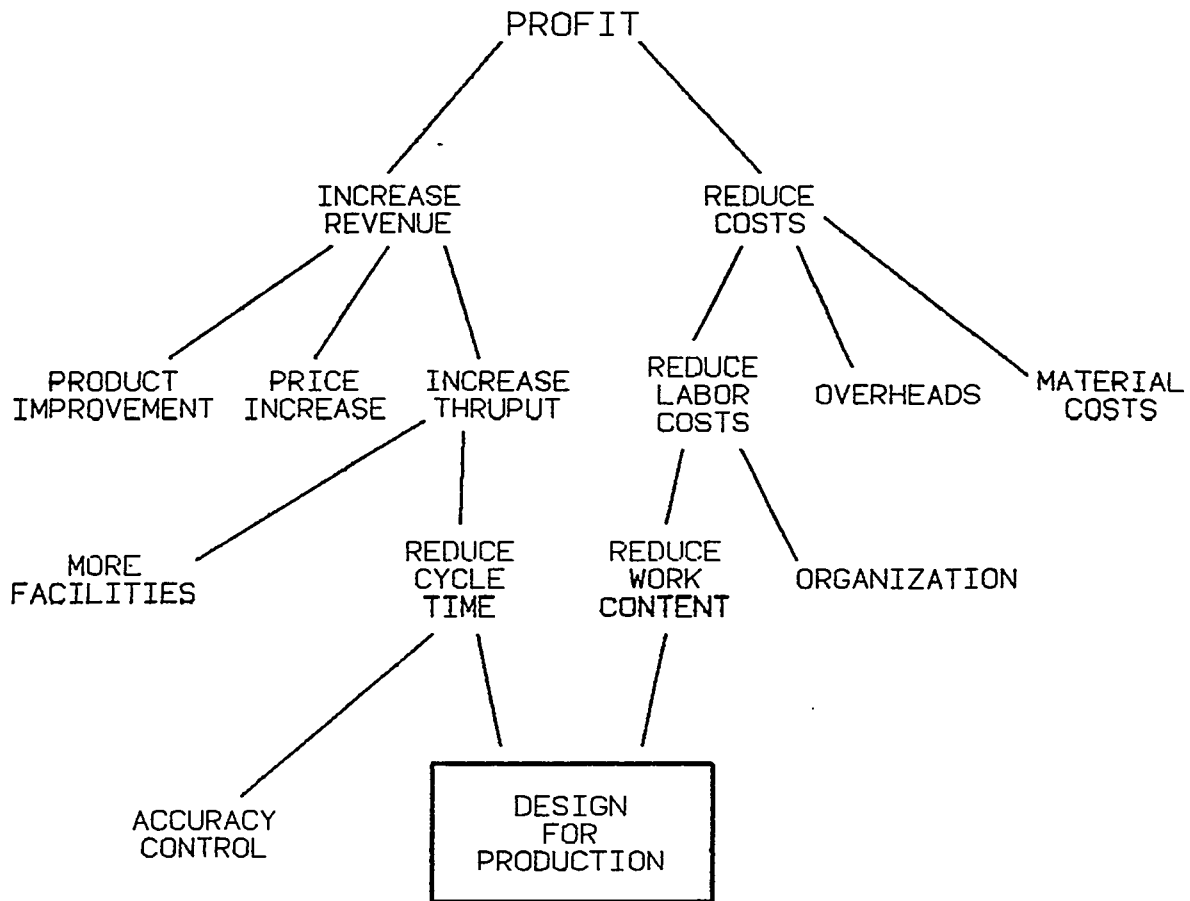 PROFIT
INCREASE
REVENUE
REDUCE
COSTS
PRODUCT
IMPROVEMENT
PRICE
INCREASE
INCREASE
THRUPUT
REDUCE
LABOR
COSTS
OVERHEADS
MATERIAL
COSTS
MORE
FACILITIES
REDUCE
CYCLE
TIME
REDUCE
WORK
CONTENT
ORGANIZATION
ACCURACY
CONTROL
DESIGN
FOR
PRODUCTION